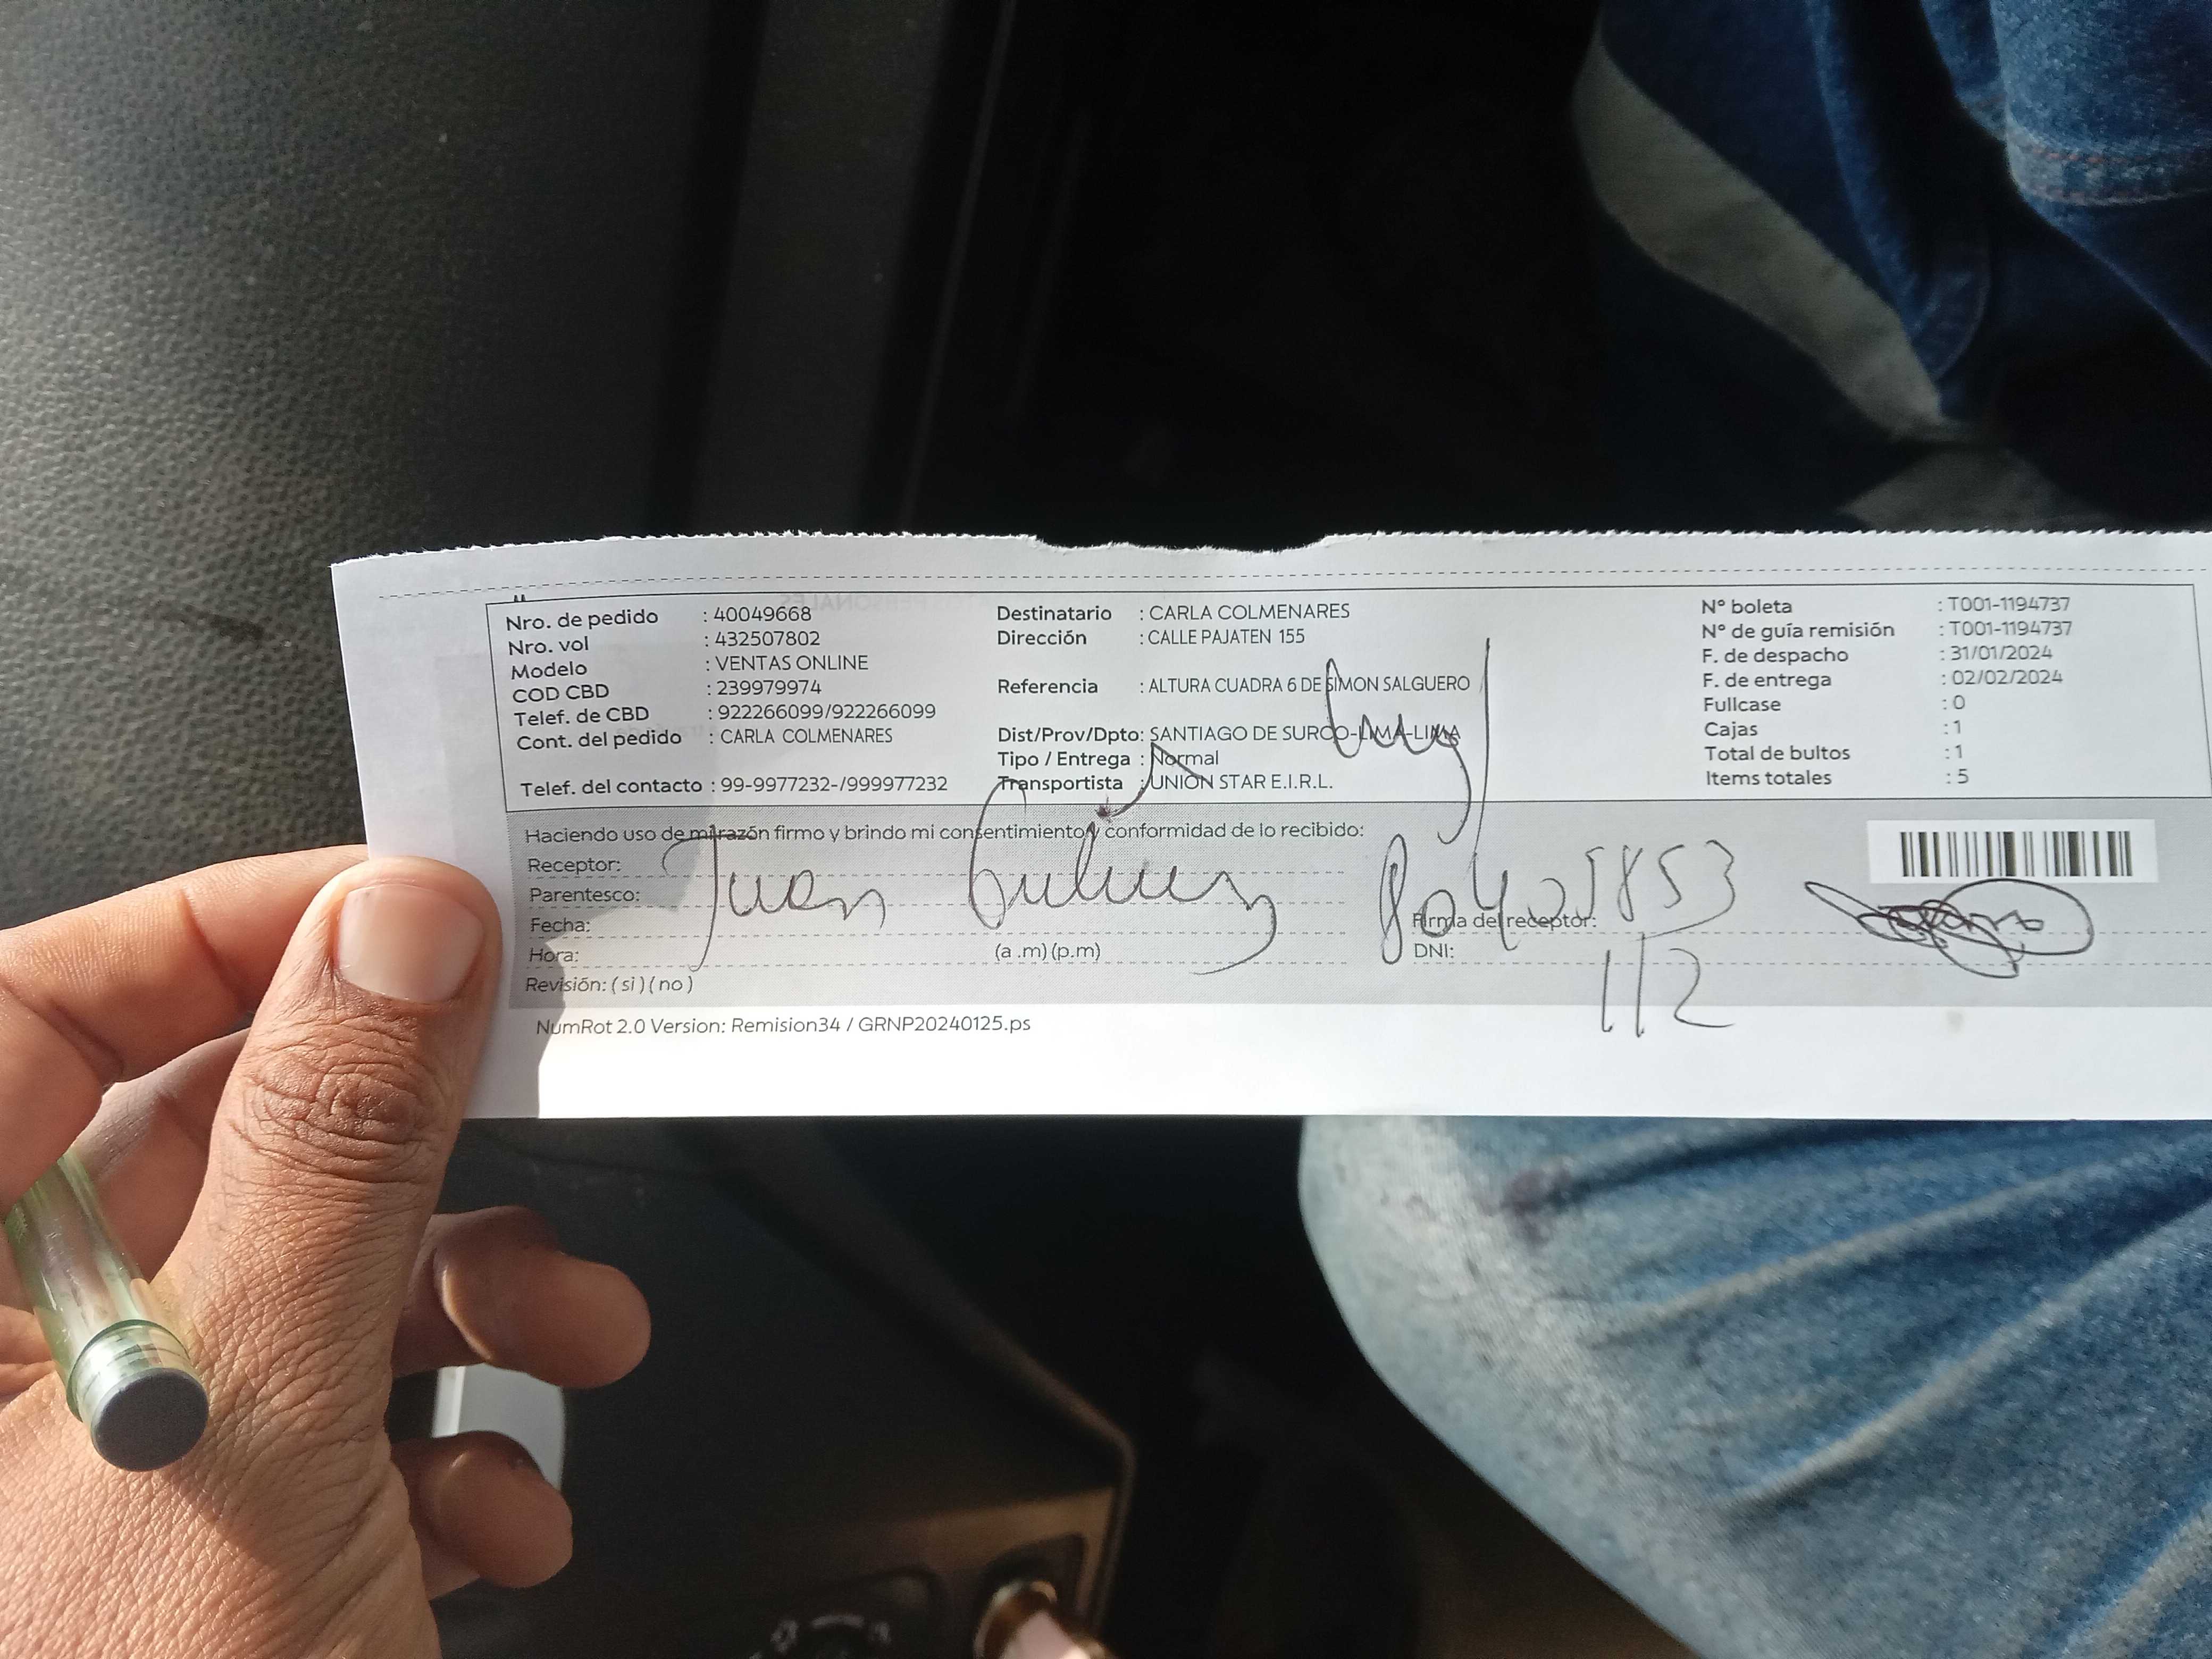 Nro. de pedido : 40049668
Nro. vol : 432507802
Modelo : VENTAS ONLINE
COD CBD : 239979974
Telef. de CBD : 922266099/922266099
Cont. del pedido : CARLA COLMENARES
Telef. del contacto : 99-9977232-/999977232
Destinatario : CARLA COLMENARES
Dirección : CALLE PAJATEN 155
Referencia : ALTURA CUADRA 6 DE SIMON SALGUERO
Dist/Prov/Dpto: SANTIAGO DE SURCO-LIMA-LIMA
Tipo / Entrega : Normal
Transportista : UNION STAR E.I.R.L.
N° boleta : T001-1194737
N° de guía remisión : T001-1194737
F. de despacho : 31/01/2024
F. de entrega : 02/02/2024
Fullcase : 0
Cajas : 1
Total de bultos : 1
Items totales : 5
Haciendo uso de mi razón firmo y brindo mi consentimiento y conformidad de lo recibido:
Receptor:
Parentesco:
Juan
80405853
Fecha:
Firma del receptor:
Hora: (a .m) (p.m)
DNI:
1/2
Revisión: ( si ) ( no )
NumRot 2.0 Version: Remision34 / GRNP20240125.ps